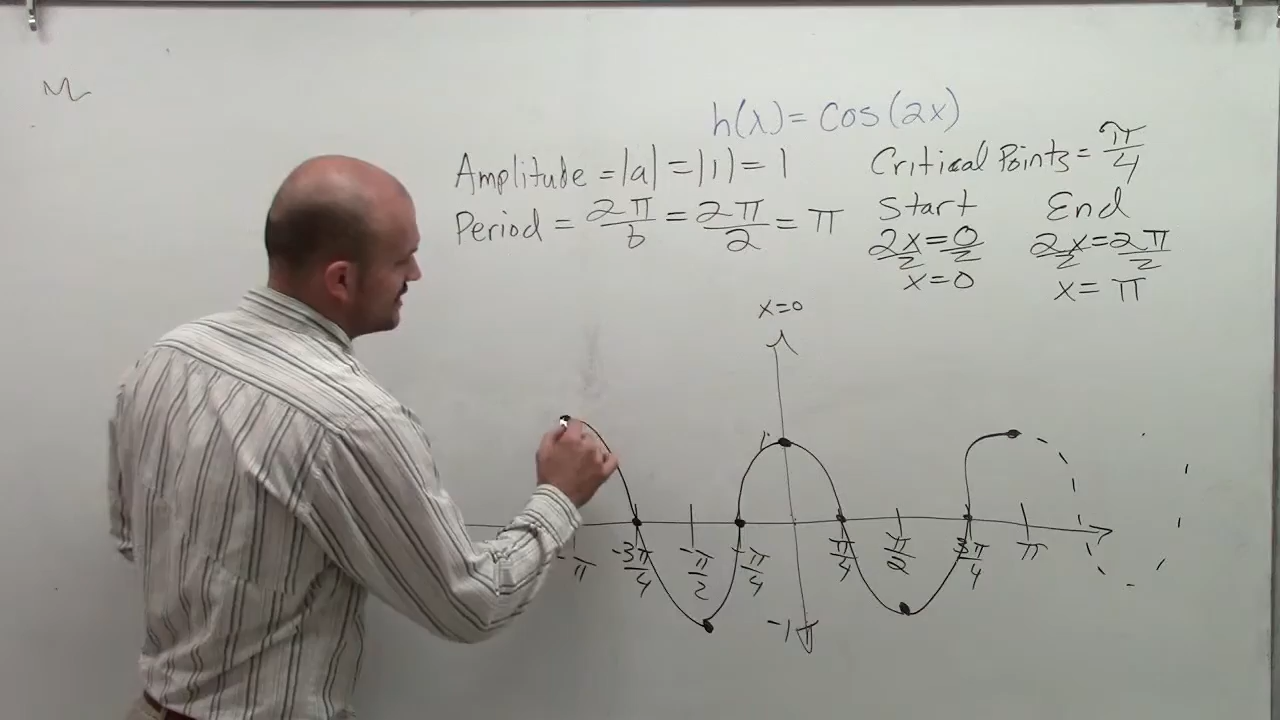 h(x)= cos(2x)
Amplitude = |a| = |1| = 1
Period = 2π/b = 2π/2 = π
Critical Points = π/4
Start
2x/2=0/2
x=0
End
2x/2=2π/2
x= π
x=0
1
-π -3π/4 -π/2 -π/4 π/4 π/2 3π/4 π
-1